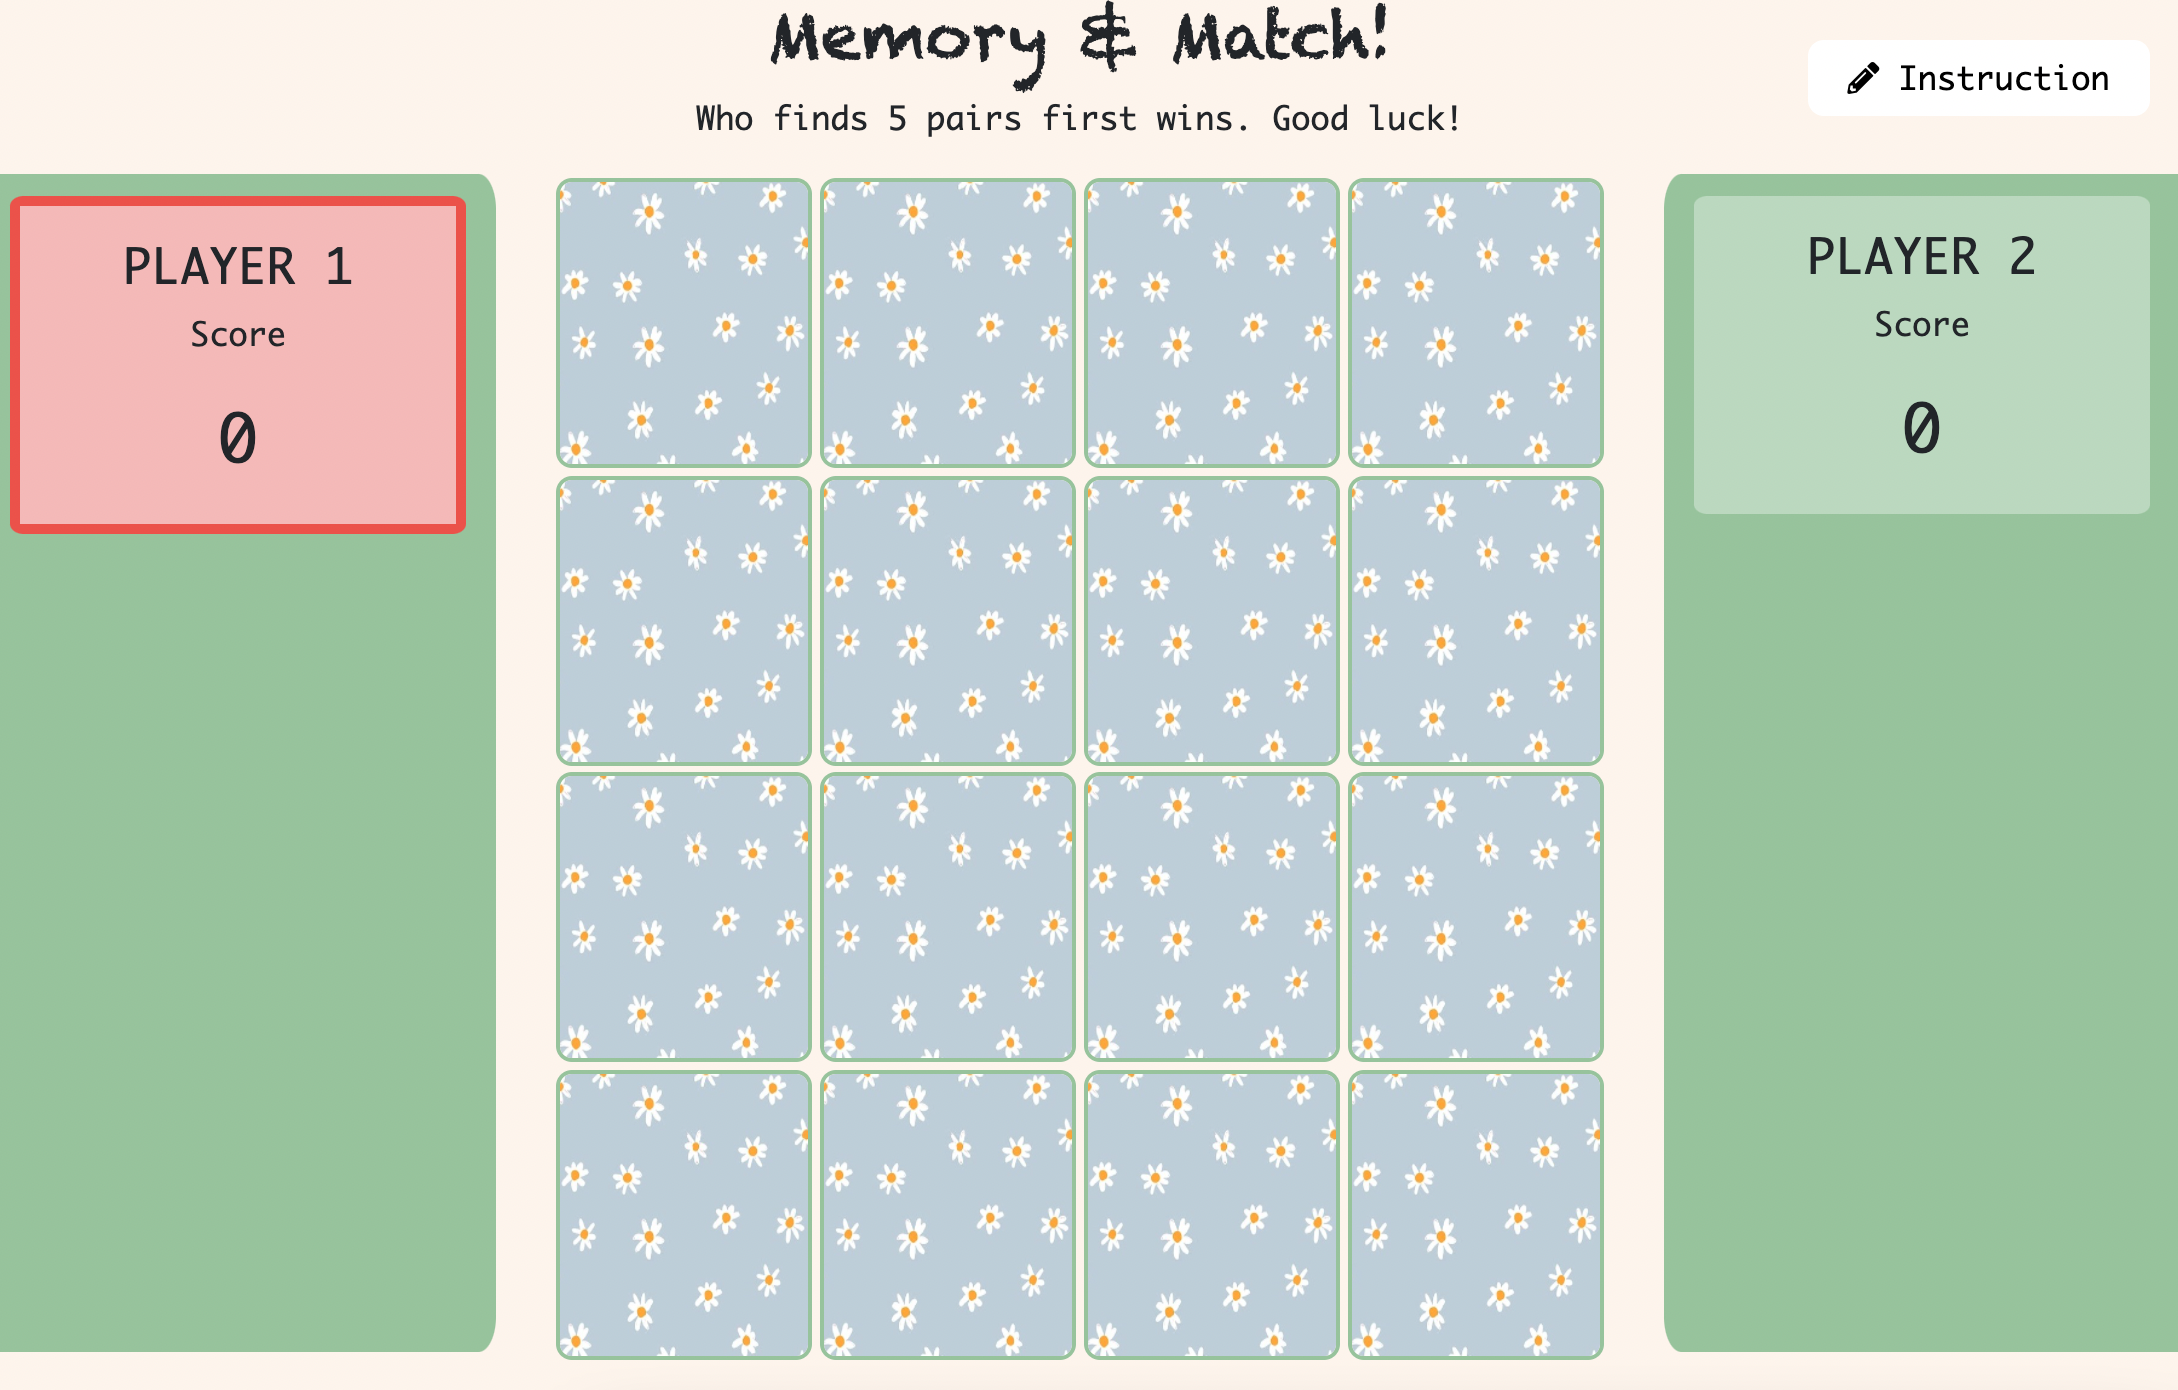 Memory & Match!
Who finds 5 pairs first wins. Good luck!
Instruction
PLAYER 1
Score
0
PLAYER 2
Score
0